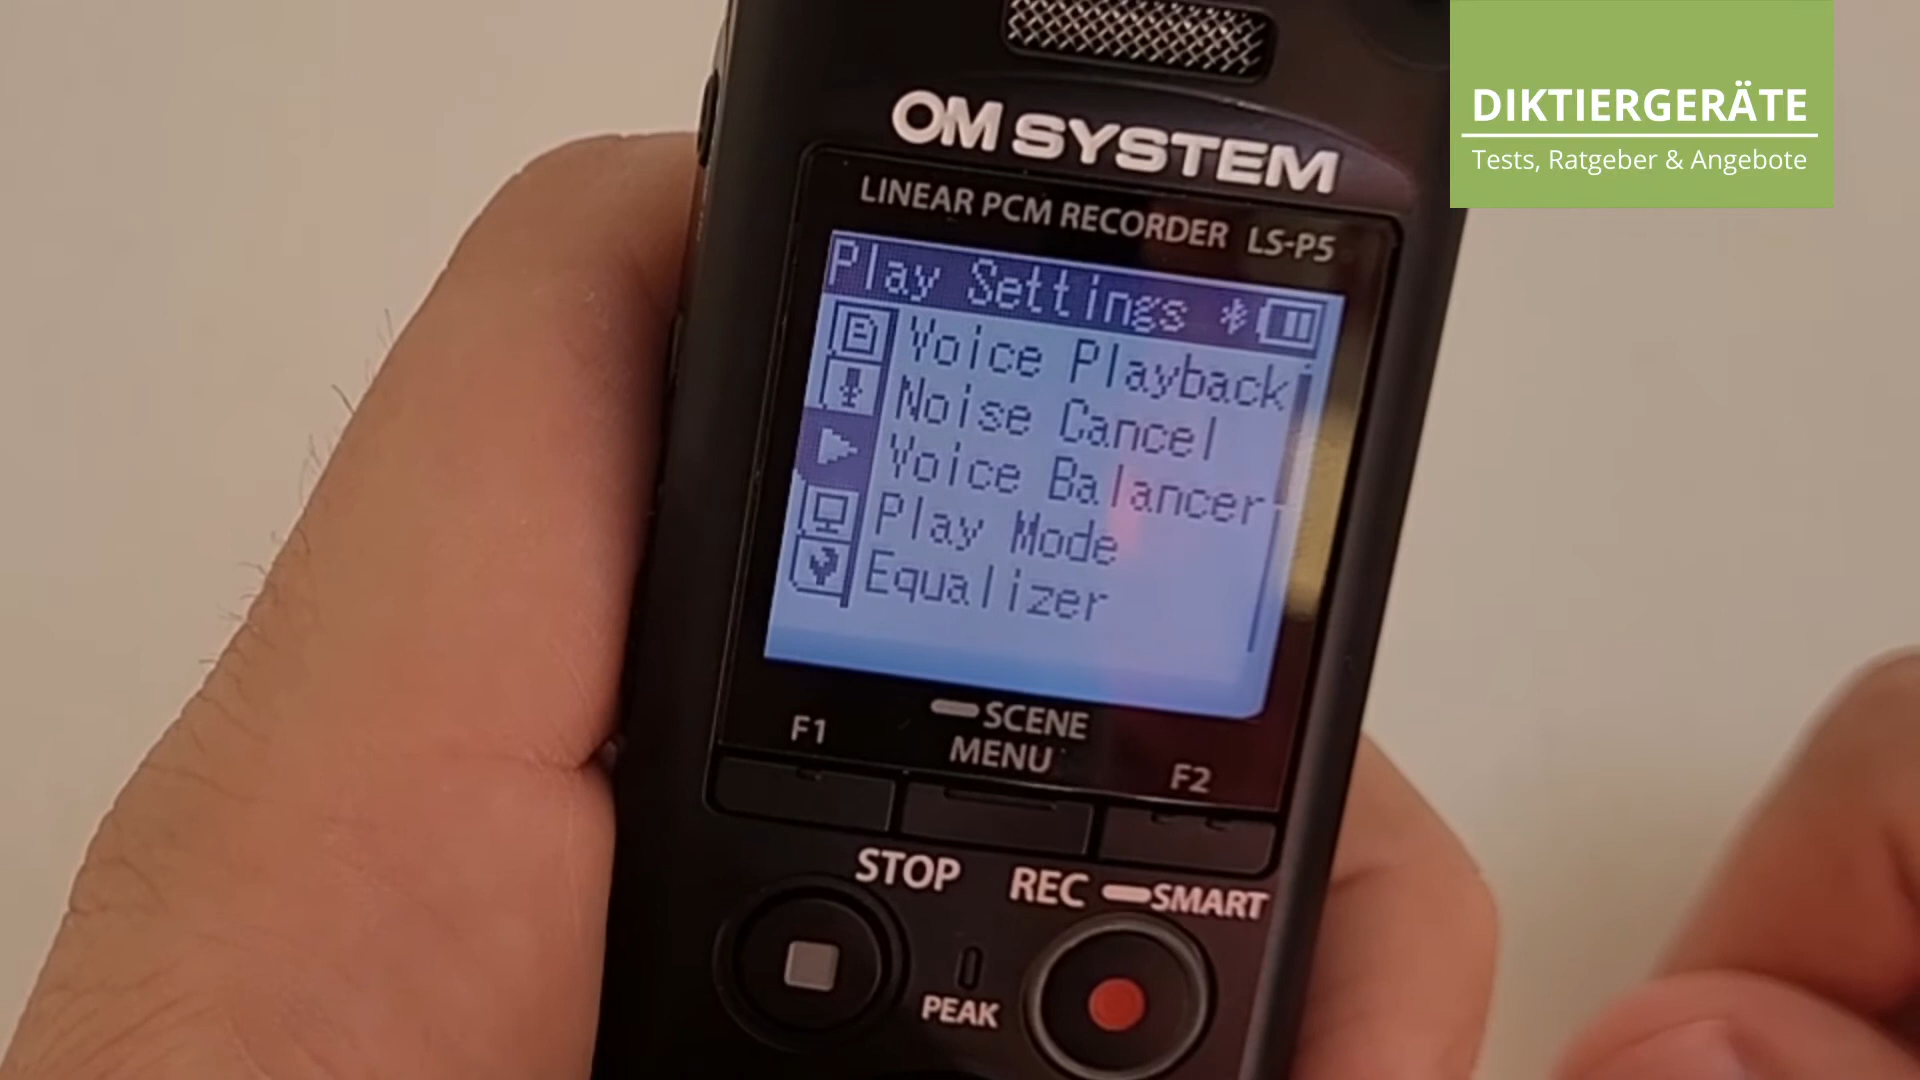 DIKTIERGERÄTE
Tests, Ratgeber & Angebote
OM SYSTEM
LINEAR PCM RECORDER LS-P5
Play Settings
Voice Playback
Noise Cancel
Voice Balancer
Play Mode
Equalizer
F1
SCENE
MENU
F2
STOP
REC
SMART
PEAK